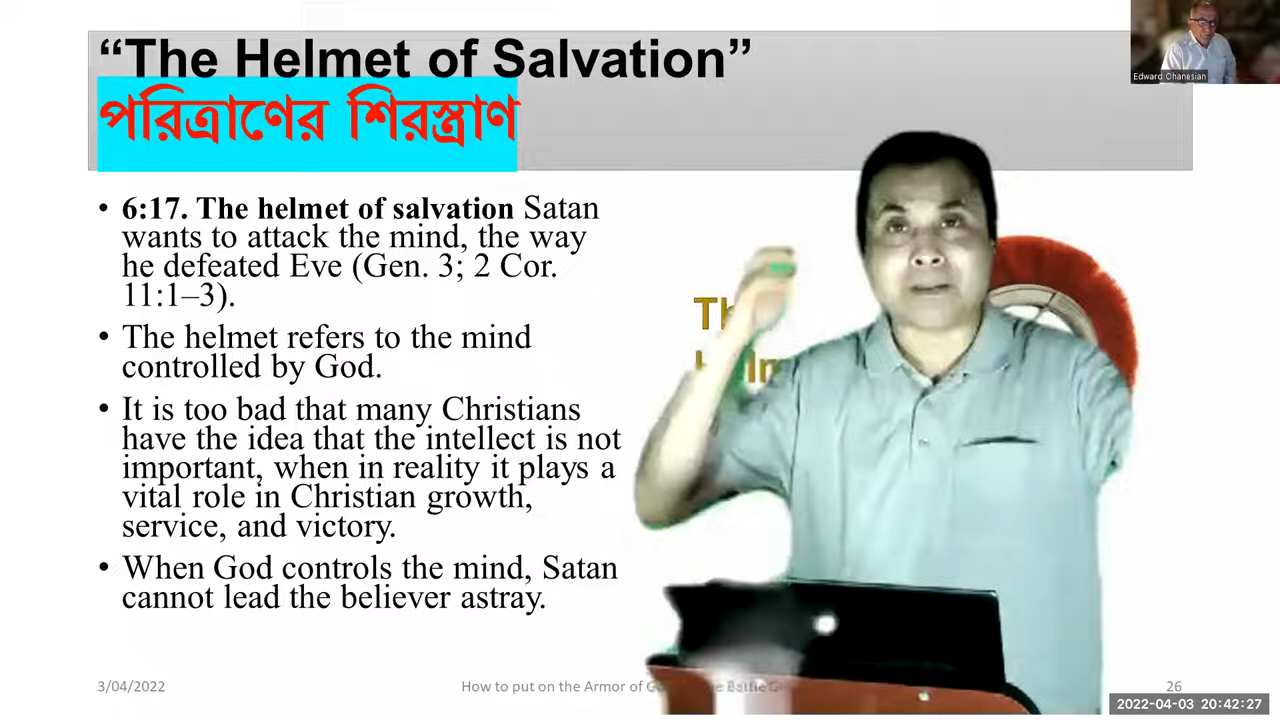 “The Helmet of Salvation”
পরিত্রাণের শিরস্ত্রাণ
Edward Ohanesian
• 6:17. The helmet of salvation Satan
wants to attack the mind, the way
he defeated Eve (Gen. 3; 2 Cor.
11:1–3).
• The helmet refers to the mind
controlled by God.
• It is too bad that many Christians
have the idea that the intellect is not
important, when in reality it plays a
vital role in Christian growth,
service, and victory.
• When God controls the mind, Satan
cannot lead the believer astray.
3/04/2022
How to put on the Armor of
26
2022-04-03 20:42:27